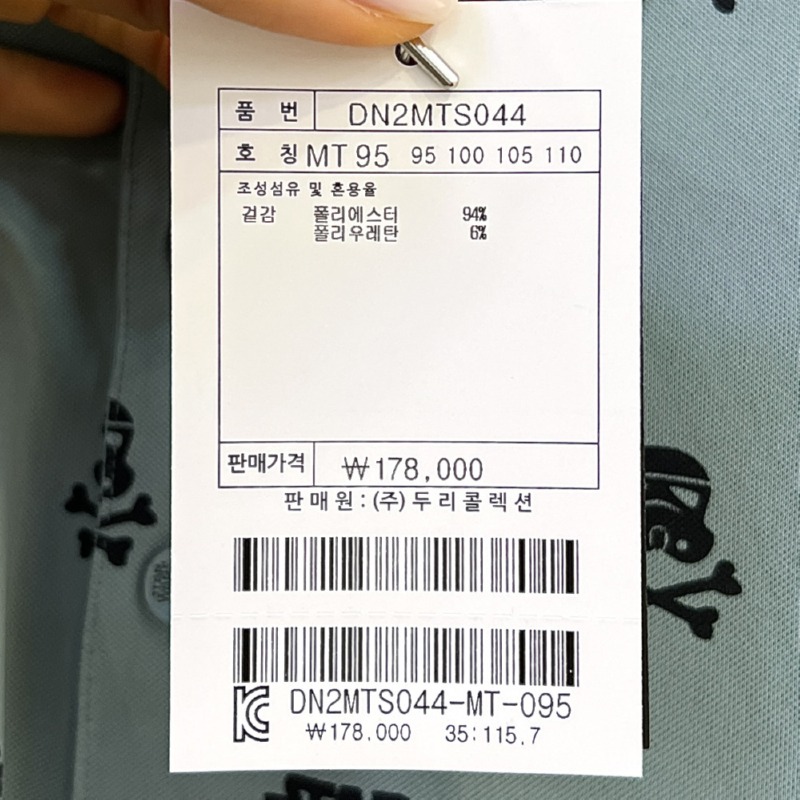 품 번 DN2MTS044
호 칭 MT 95 95 100 105 110
조성섬유 및 혼용율
겉감 폴리에스터 94%
폴리우레탄 6%
판매가격 ₩178,000
판매원 : (주)두리콜렉션
DN2MTS044-MT-095
₩178.000 35:115.7